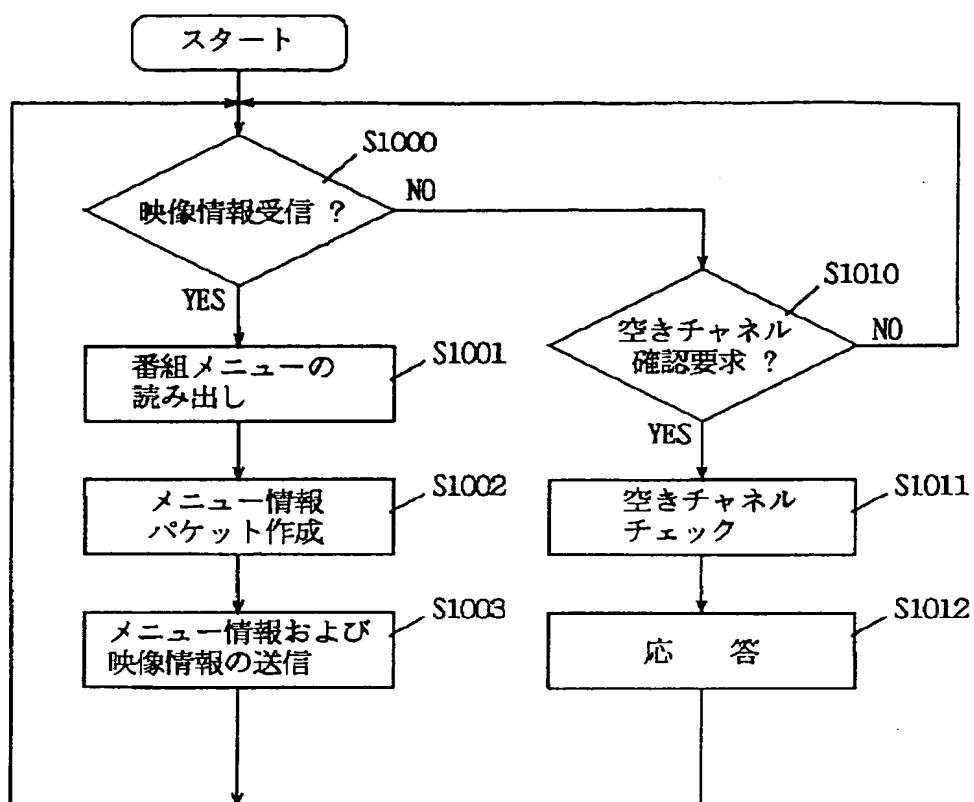 スタート
S1000
映像情報受信 ?
NO
YES
S1010
空きチャネル
確認要求 ?
NO
YES
番組メニューの
読み出し
S1001
メニュー情報
パケット作成
S1002
メニュー情報および
映像情報の送信
S1003
空きチャネル
チェック
S1011
応 答
S1012